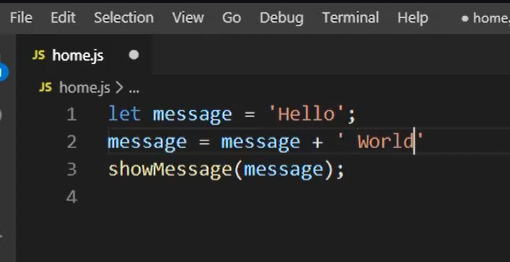 File Edit Selection View Go Debug Terminal Help ● home.
JS home.js ●
JS home.js > ...
1 let message = 'Hello';
2 message = message + ' World'
3 showMessage(message);
4